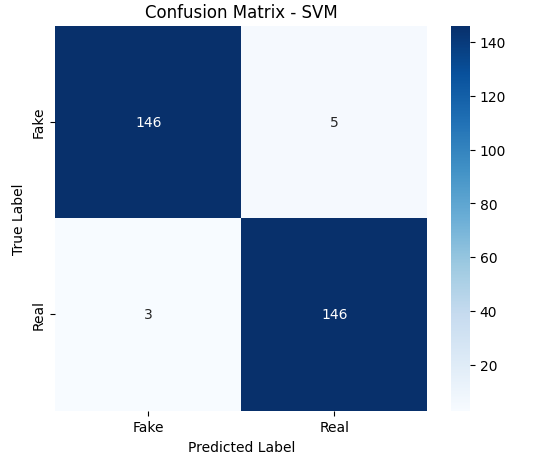 Confusion Matrix - SVM
True Label
Fake
Real
146
5
3
146
Fake
Real
Predicted Label
140
120
100
80
60
40
20